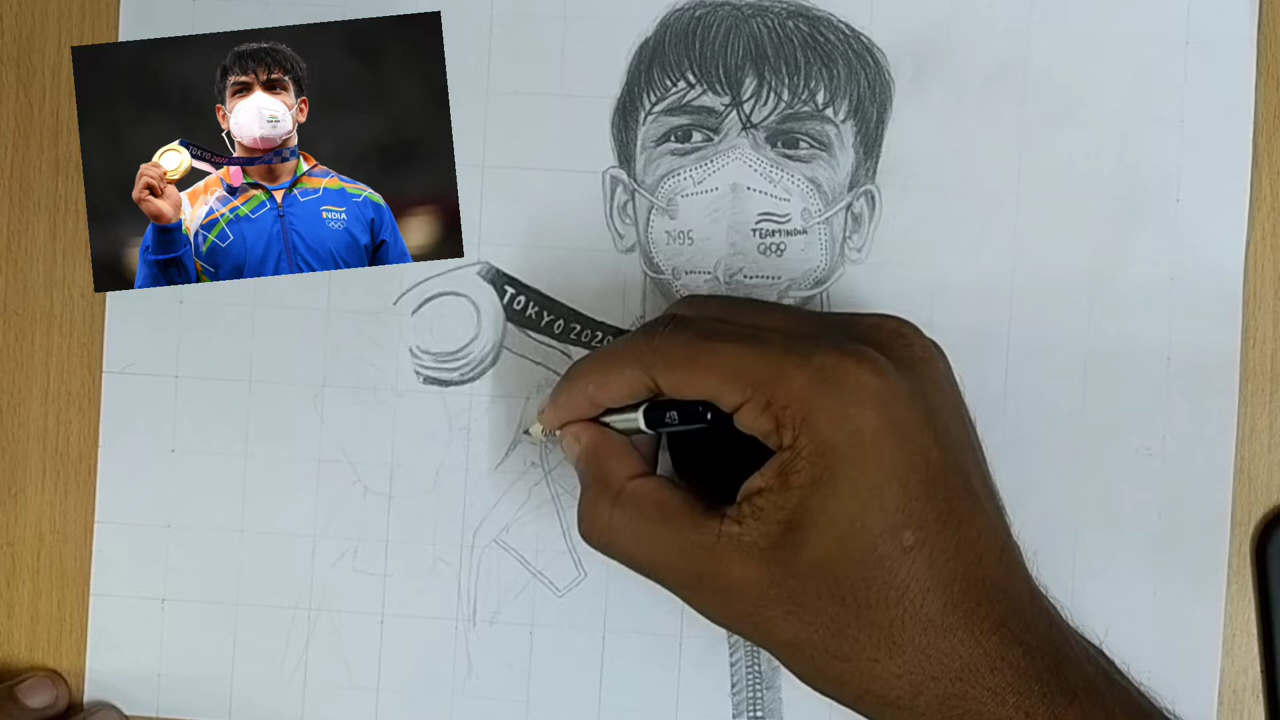 TOKYO 2020
INDIA
N95
TEAM INDIA
TOKYO 2020
4B